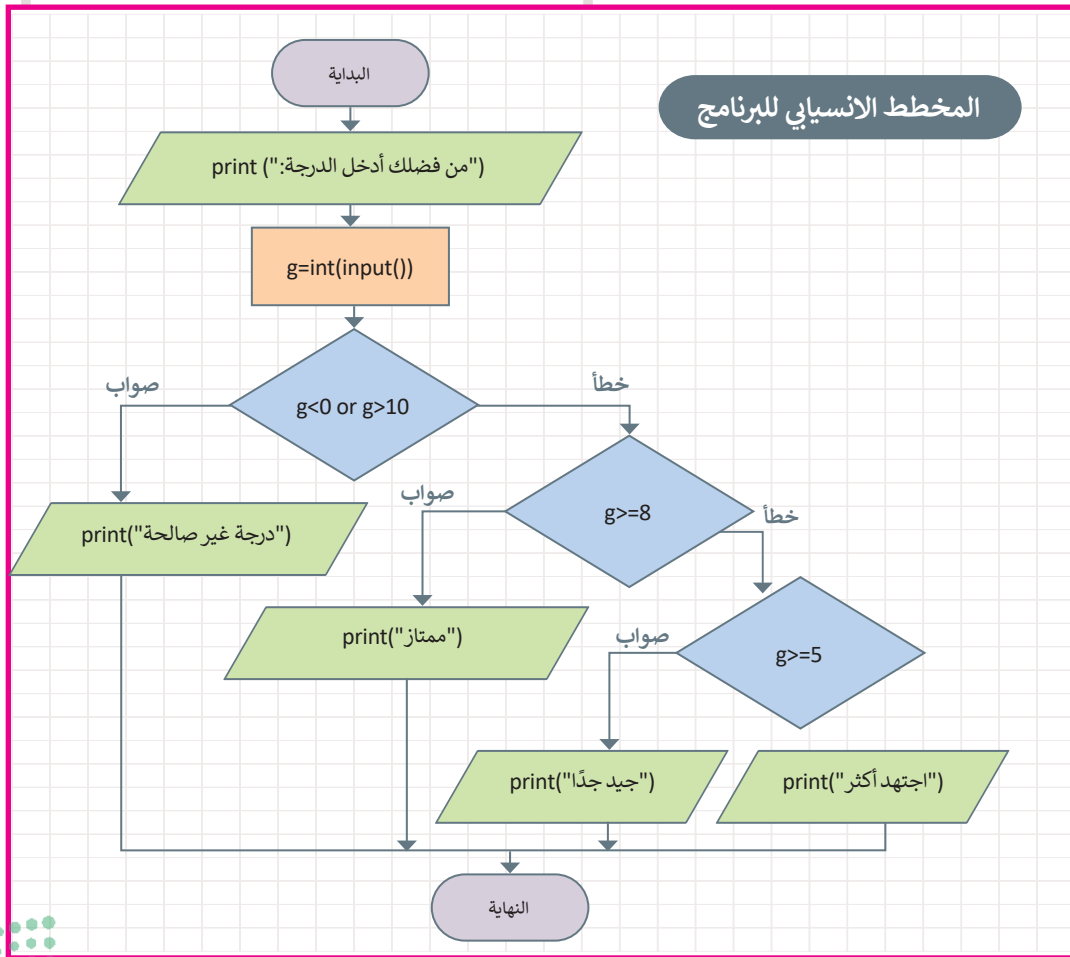 المخطط الانسيابي للبرنامج
البداية
print ("من فضلك أدخل الدرجة:")
g=int(input())
g<0 or g>10
صواب
خطأ
print("درجة غير صالحة")
g>=8
صواب
خطأ
print("ممتاز")
g>=5
صواب
print("جيد جدًا")
print("اجتهد أكثر")
النهاية